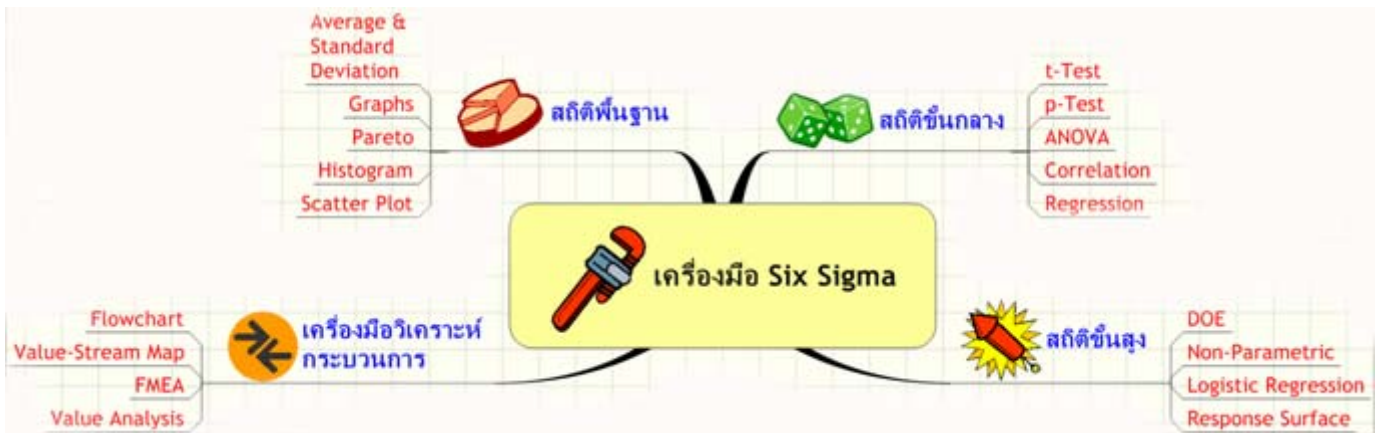 Average &
Standard
Deviation
Graphs
Pareto
Histogram
Scatter Plot
สถิติพื้นฐาน
สถิติขั้นกลาง
t-Test
p-Test
ANOVA
Correlation
Regression
เครื่องมือ Six Sigma
Flowchart
Value-Stream Map
FMEA
Value Analysis
เครื่องมือวิเคราะห์
กระบวนการ
สถิติขั้นสูง
DOE
Non-Parametric
Logistic Regression
Response Surface